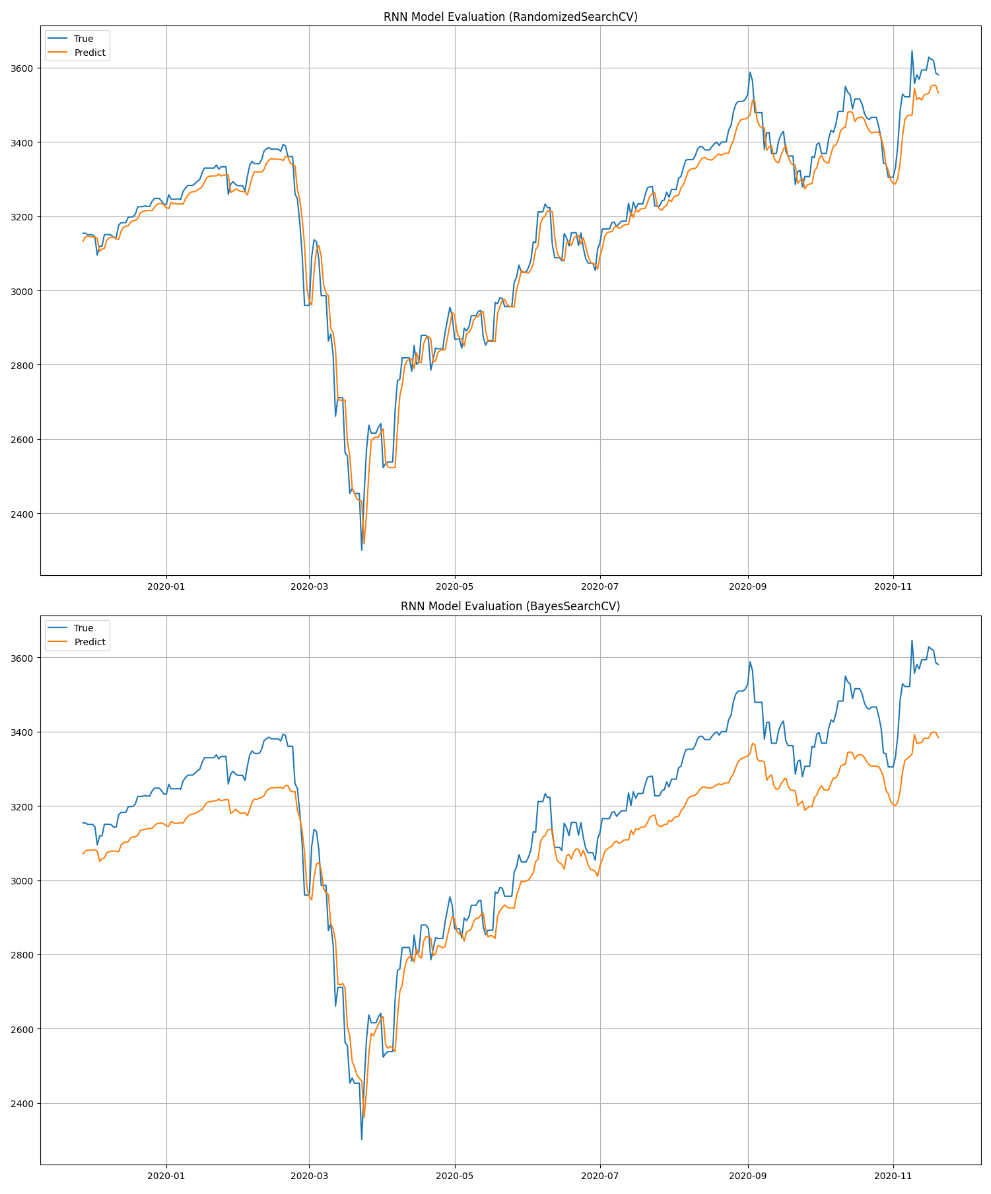 RNN Model Evaluation (RandomizedSearchCV)
True
Predict
3600
3400
3200
3000
2800
2600
2400
2020-01 2020-03 2020-05 2020-07 2020-09 2020-11
RNN Model Evaluation (BayesSearchCV)
True
Predict
3600
3400
3200
3000
2800
2600
2400
2020-01 2020-03 2020-05 2020-07 2020-09 2020-11